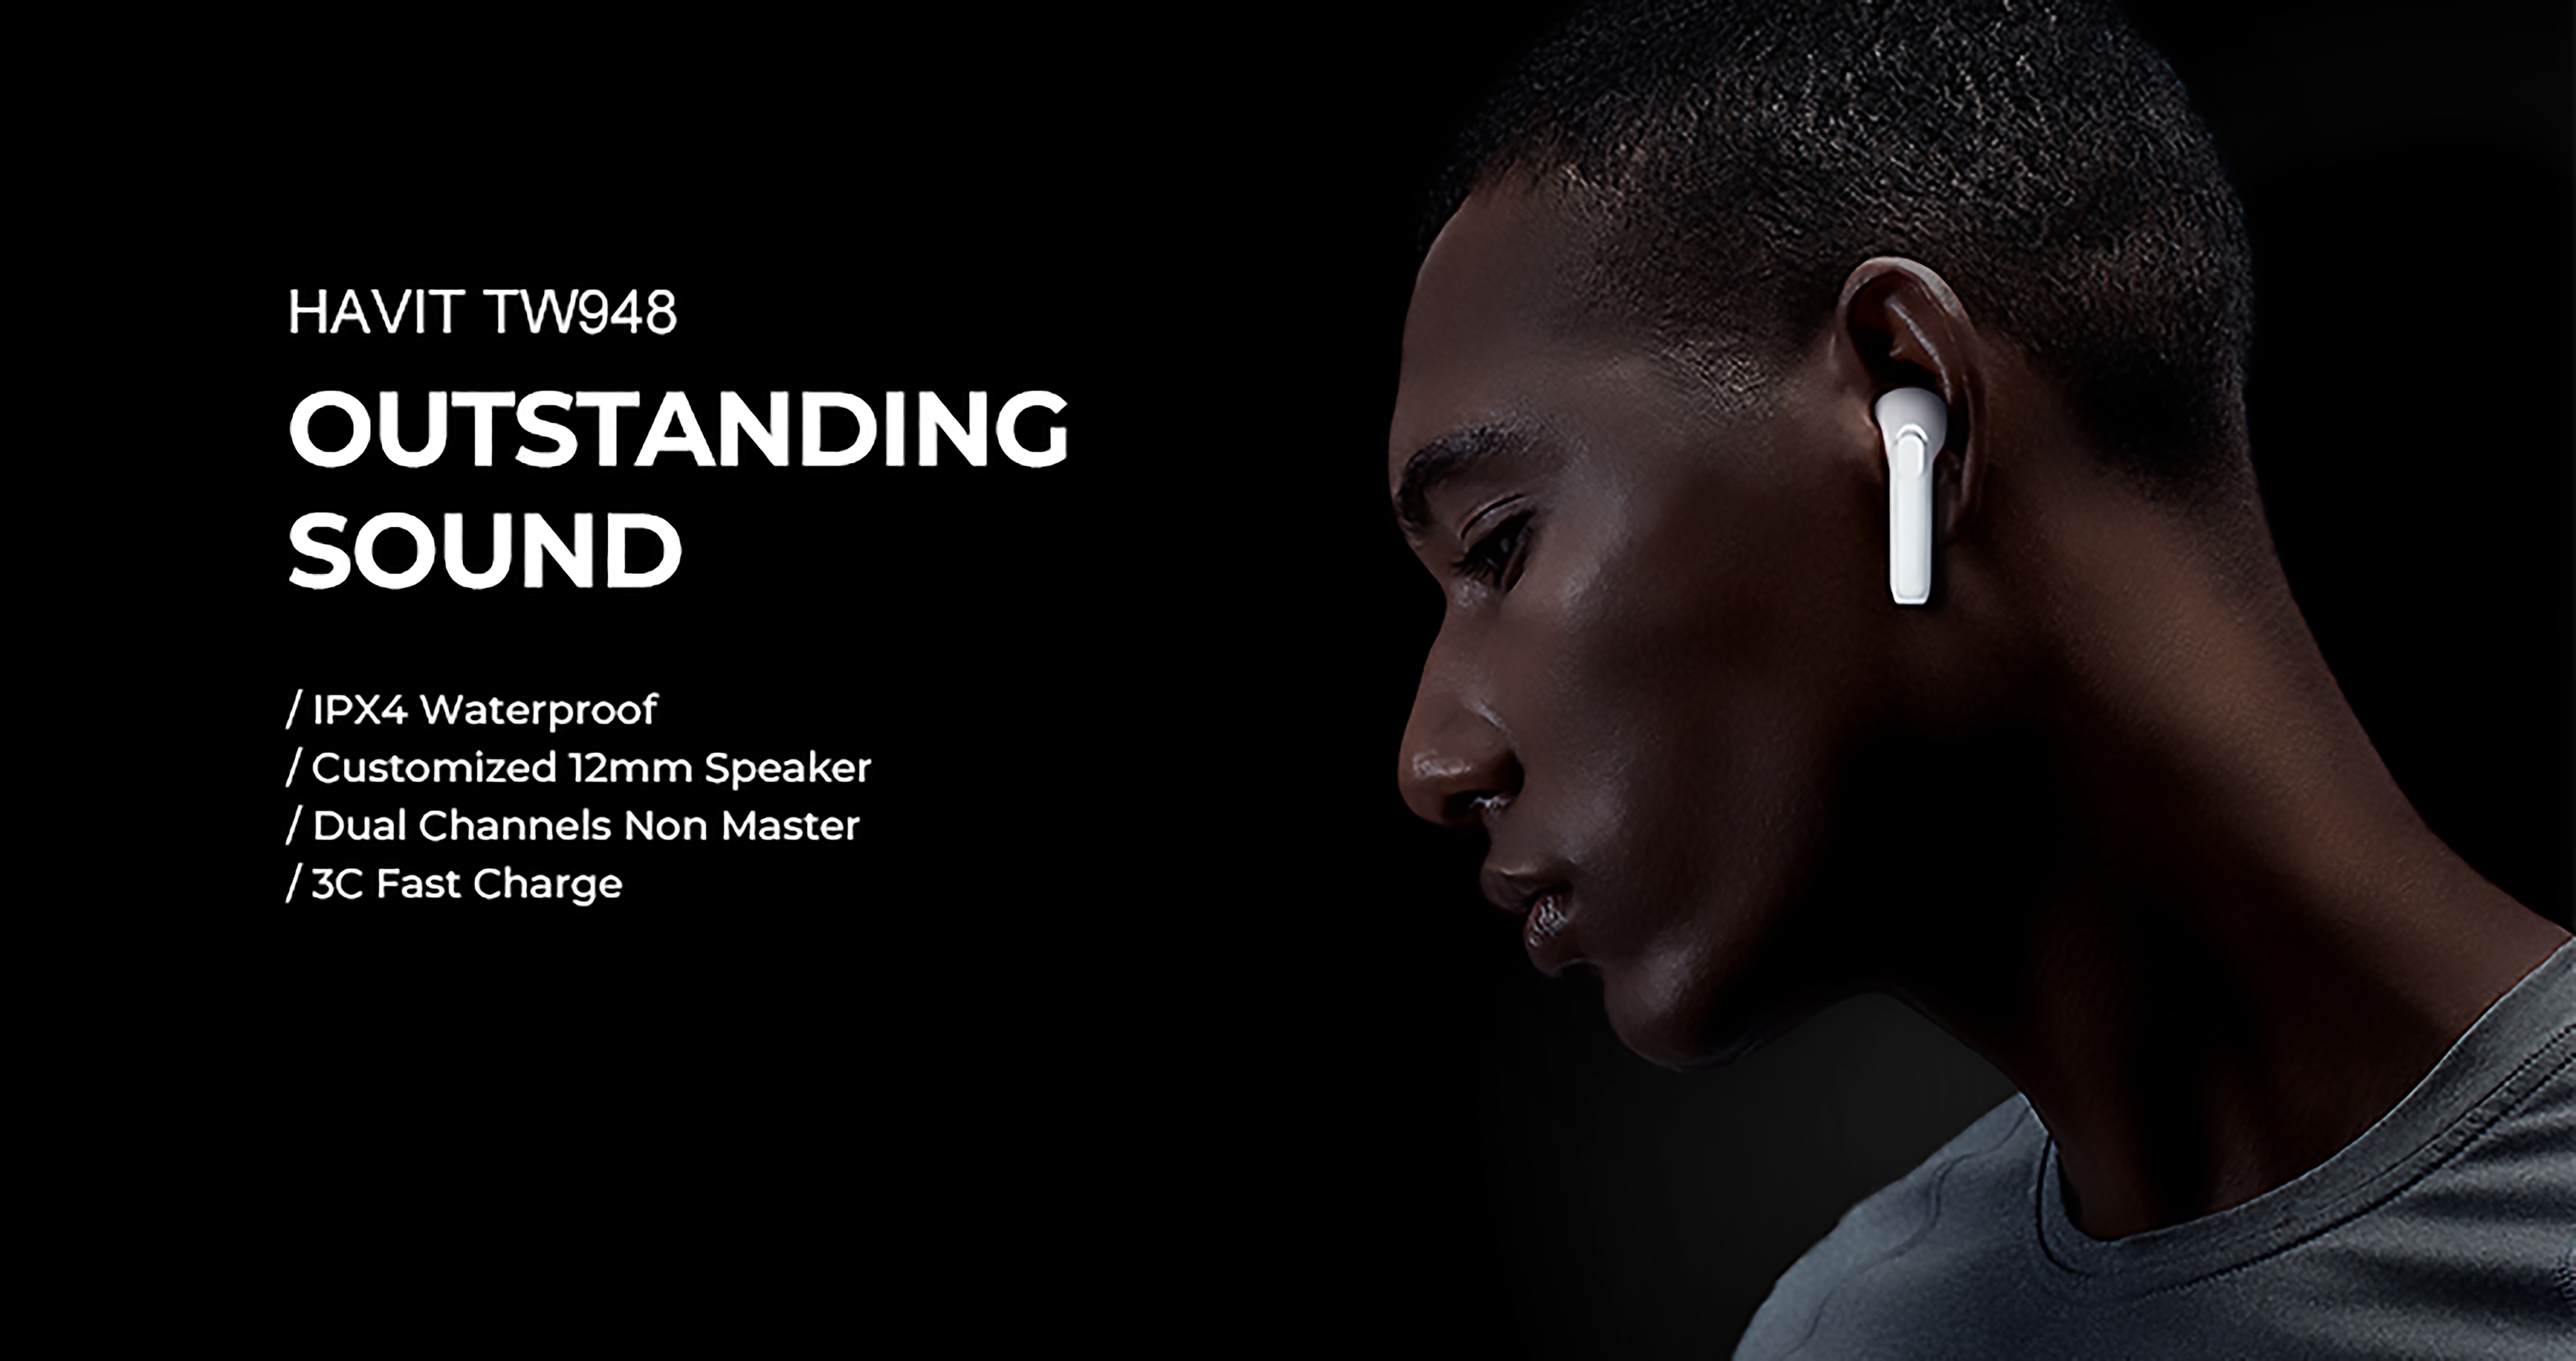 HAVIT TW948
OUTSTANDING
SOUND
/ IPX4 Waterproof
/ Customized 12mm Speaker
/ Dual Channels Non Master
/ 3C Fast Charge